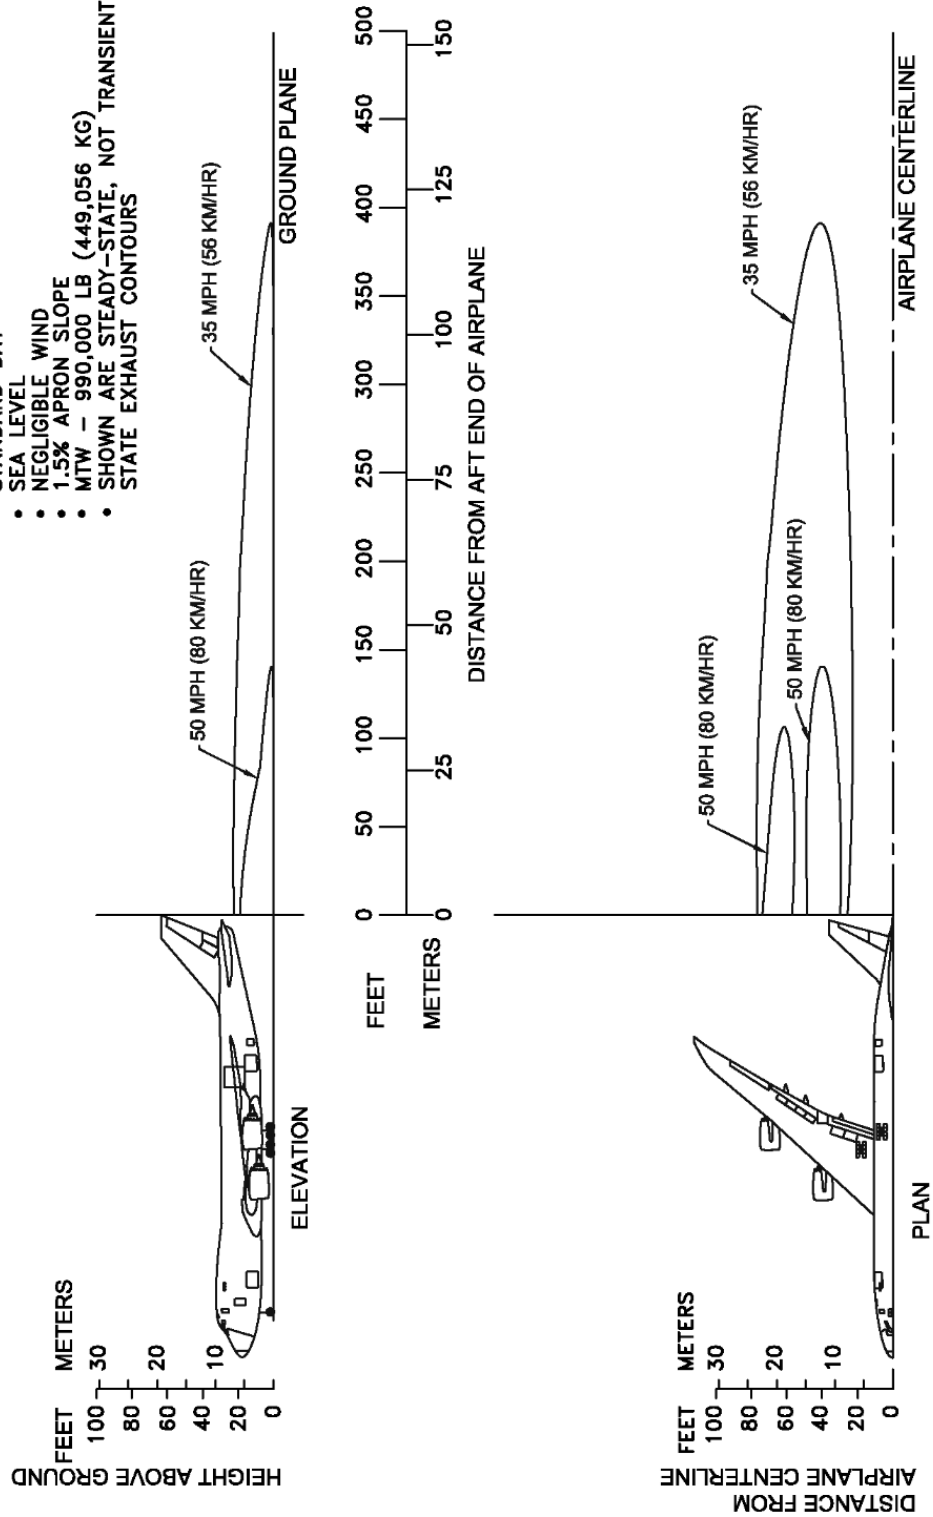 SEA LEVEL
NEGLIGIBLE WIND
1.5% APRON SLOPE
MTW – 990,000 LB (449,056 KG)
SHOWN ARE STEADY–STATE, NOT TRANSIENT
STATE EXHAUST CONTOURS
HEIGHT ABOVE GROUND
FEET
METERS
100
80
60
40
20
0
30
20
10
ELEVATION
50 MPH (80 KM/HR)
35 MPH (56 KM/HR)
GROUND PLANE
FEET
0
50
100
150
200
250
300
350
400
450
500
METERS
0
25
50
75
100
125
150
DISTANCE FROM AFT END OF AIRPLANE
DISTANCE FROM
AIRPLANE CENTERLINE
FEET
METERS
100
80
60
40
20
0
30
20
10
PLAN
50 MPH (80 KM/HR)
50 MPH (80 KM/HR)
35 MPH (56 KM/HR)
AIRPLANE CENTERLINE